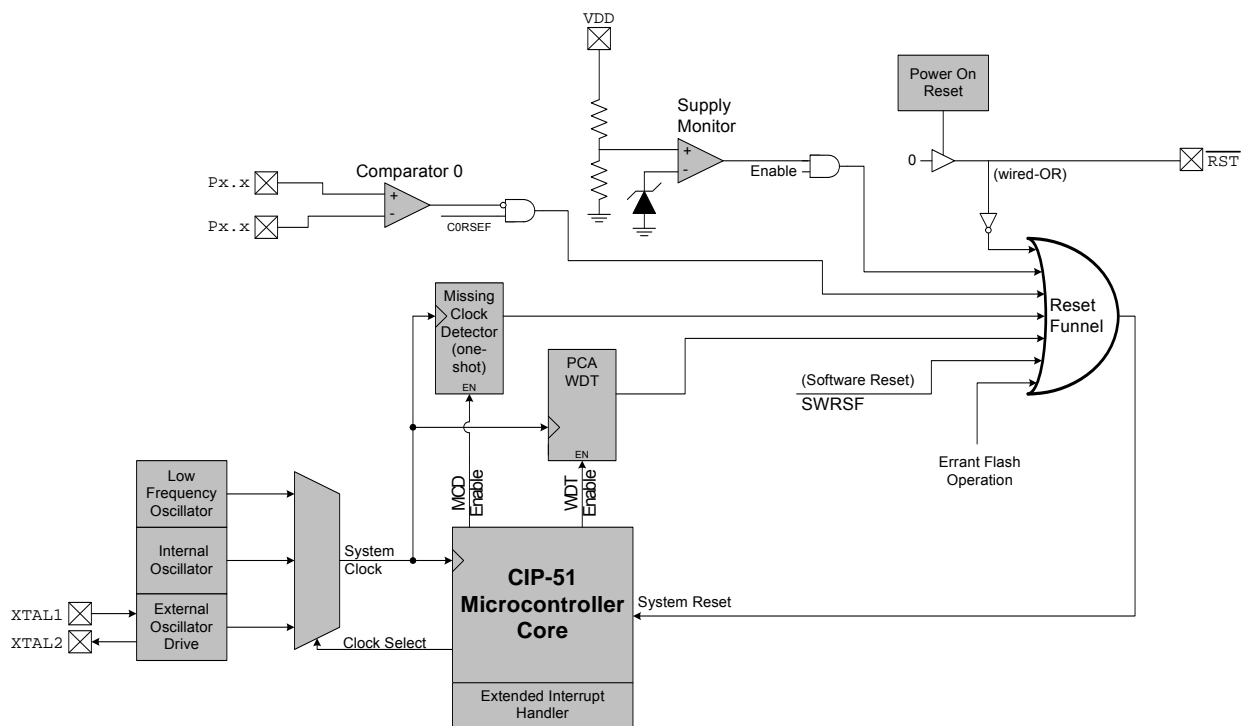 VDD
Power On
Reset
Supply
Monitor
+
-
Enable
0
RST
(wired-OR)
Comparator 0
Px.x
+
-
Px.x
C0RSEF
Missing
Clock
Detector
(one-
shot)
EN
PCA
WDT
EN
Reset
Funnel
(Software Reset)
SWRSF
Errant Flash
Operation
MCD
Enable
WDT
Enable
Low
Frequency
Oscillator
Internal
Oscillator
External
Oscillator
Drive
XTAL1
XTAL2
System
Clock
Clock Select
CIP-51
Microcontroller
Core
System Reset
Extended Interrupt
Handler